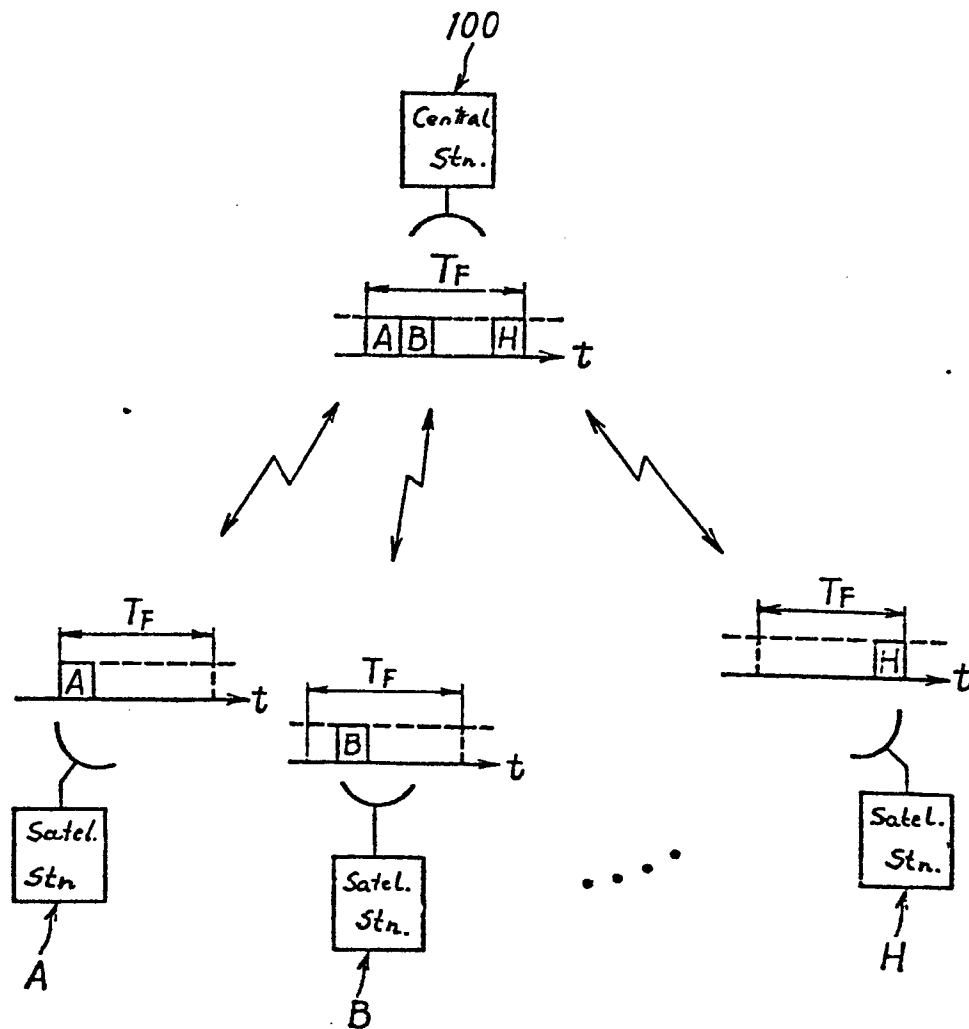 100
Central
Stn.
TF
A B H t
TF
A t
TF
B t
TF
H t
Satel.
Stn
A
Satel.
Stn.
B
Satel.
Stn.
H